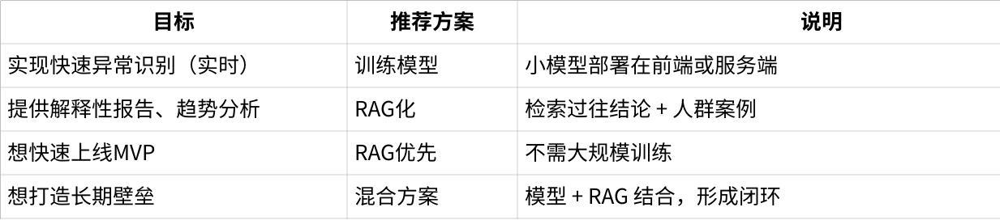 目标 推荐方案 说明
实现快速异常识别（实时） 训练模型 小模型部署在前端或服务端
提供解释性报告、趋势分析 RAG化 检索过往结论 + 人群案例
想快速上线MVP RAG优先 不需大规模训练
想打造长期壁垒 混合方案 模型 + RAG 结合，形成闭环